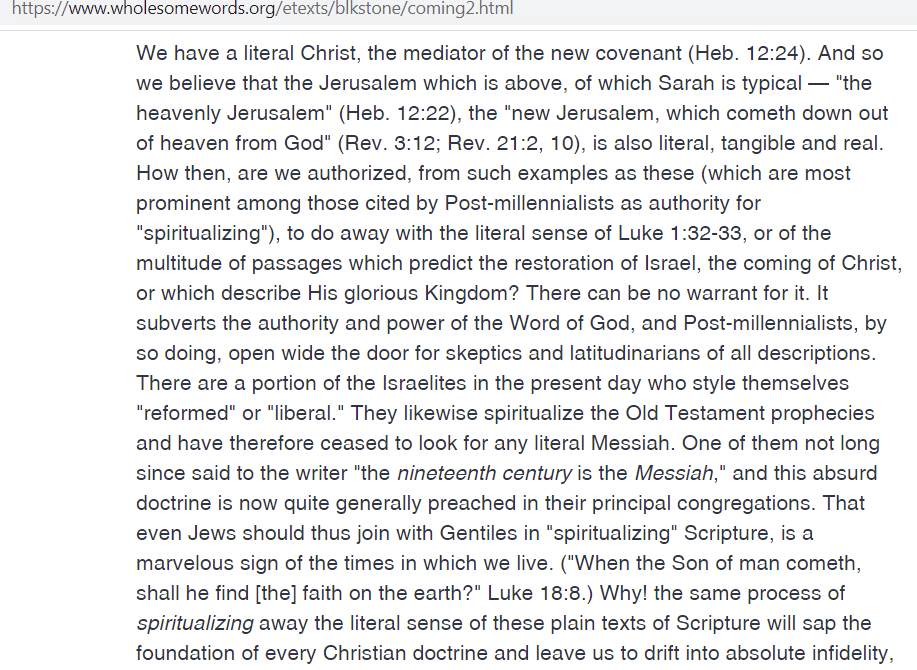 https://www.wholesomewords.org/etexts/blkstone/coming2.html
We have a literal Christ, the mediator of the new covenant (Heb. 12:24). And so
we believe that the Jerusalem which is above, of which Sarah is typical — "the
heavenly Jerusalem" (Heb. 12:22), the "new Jerusalem, which cometh down out
of heaven from God" (Rev. 3:12; Rev. 21:2, 10), is also literal, tangible and real.
How then, are we authorized, from such examples as these (which are most
prominent among those cited by Post-millennialists as authority for
"spiritualizing"), to do away with the literal sense of Luke 1:32-33, or of the
multitude of passages which predict the restoration of Israel, the coming of Christ,
or which describe His glorious Kingdom? There can be no warrant for it. It
subverts the authority and power of the Word of God, and Post-millennialists, by
so doing, open wide the door for skeptics and latitudinarians of all descriptions.
There are a portion of the Israelites in the present day who style themselves
"reformed" or "liberal." They likewise spiritualize the Old Testament prophecies
and have therefore ceased to look for any literal Messiah. One of them not long
since said to the writer "the nineteenth century is the Messiah," and this absurd
doctrine is now quite generally preached in their principal congregations. That
even Jews should thus join with Gentiles in "spiritualizing" Scripture, is a
marvelous sign of the times in which we live. ("When the Son of man cometh,
shall he find [the] faith on the earth?" Luke 18:8.) Why! the same process of
spiritualizing away the literal sense of these plain texts of Scripture will sap the
foundation of every Christian doctrine and leave us to drift into absolute infidelity,